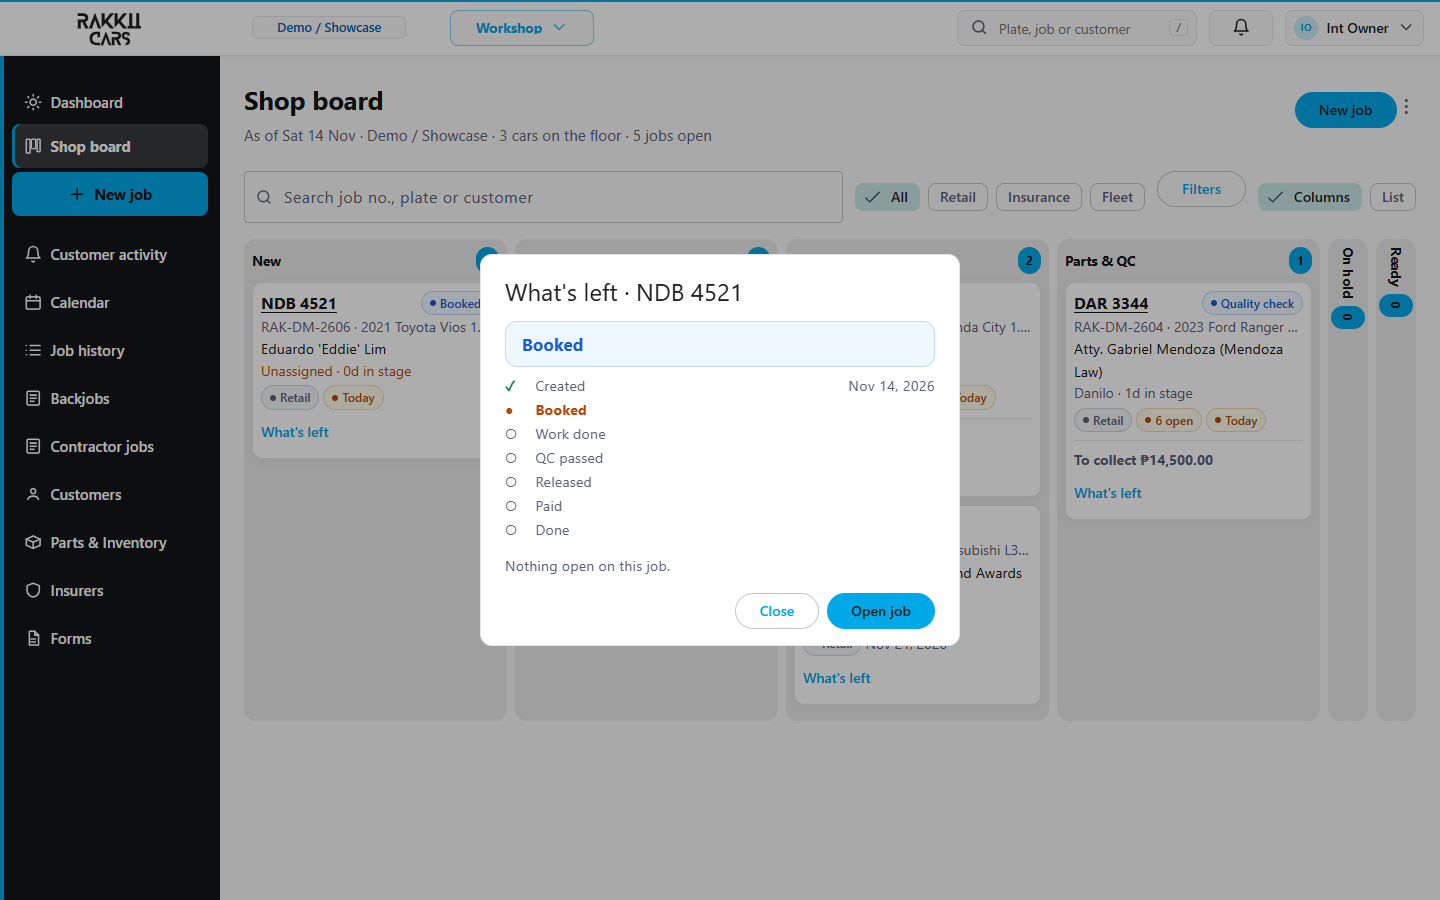 RAKKII CARS
Demo / Showcase
Workshop
Plate, job or customer
/
IO
Int Owner
Dashboard
Shop board
New job
Customer activity
Calendar
Job history
Backjobs
Contractor jobs
Customers
Parts & Inventory
Insurers
Forms
Shop board
As of Sat 14 Nov · Demo / Showcase · 3 cars on the floor · 5 jobs open
New job
Search job no., plate or customer
All
Retail
Insurance
Fleet
Filters
Columns
List
New
NDB 4521
Booked
RAK-DM-2606 · 2021 Toyota Vios 1.
Eduardo 'Eddie' Lim
Unassigned · 0d in stage
Retail
Today
What's left
What's left · NDB 4521
Booked
Created
Nov 14, 2026
Booked
Work done
QC passed
Released
Paid
Done
Nothing open on this job.
Close
Open job
2
City 1....
Awards
What's left
Parts & QC
1
DAR 3344
Quality check
RAK-DM-2604 · 2023 Ford Ranger ...
Atty. Gabriel Mendoza (Mendoza
Law)
Danilo · 1d in stage
Retail
6 open
Today
To collect ₱14,500.00
What's left
On hold
0
Ready
0